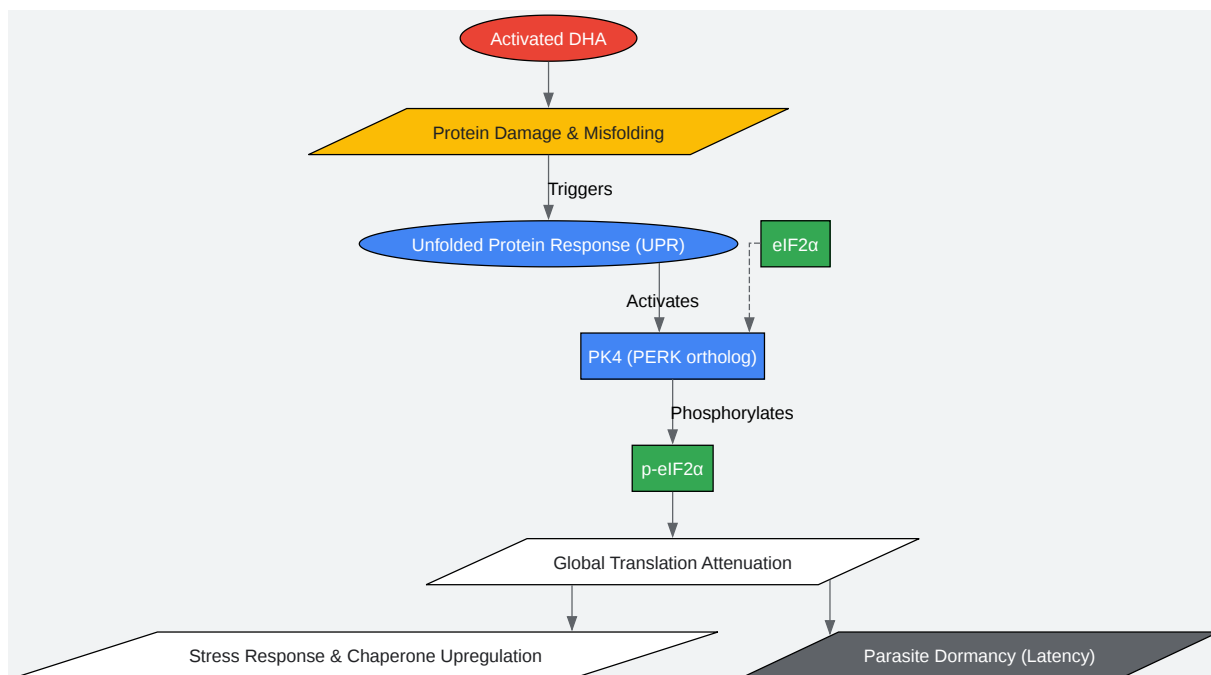 Activated DHA
Protein Damage & Misfolding
Triggers
Unfolded Protein Response (UPR)
eIF2α
Activates
PK4 (PERK ortholog)
Phosphorylates
p-eIF2α
Global Translation Attenuation
Stress Response & Chaperone Upregulation
Parasite Dormancy (Latency)